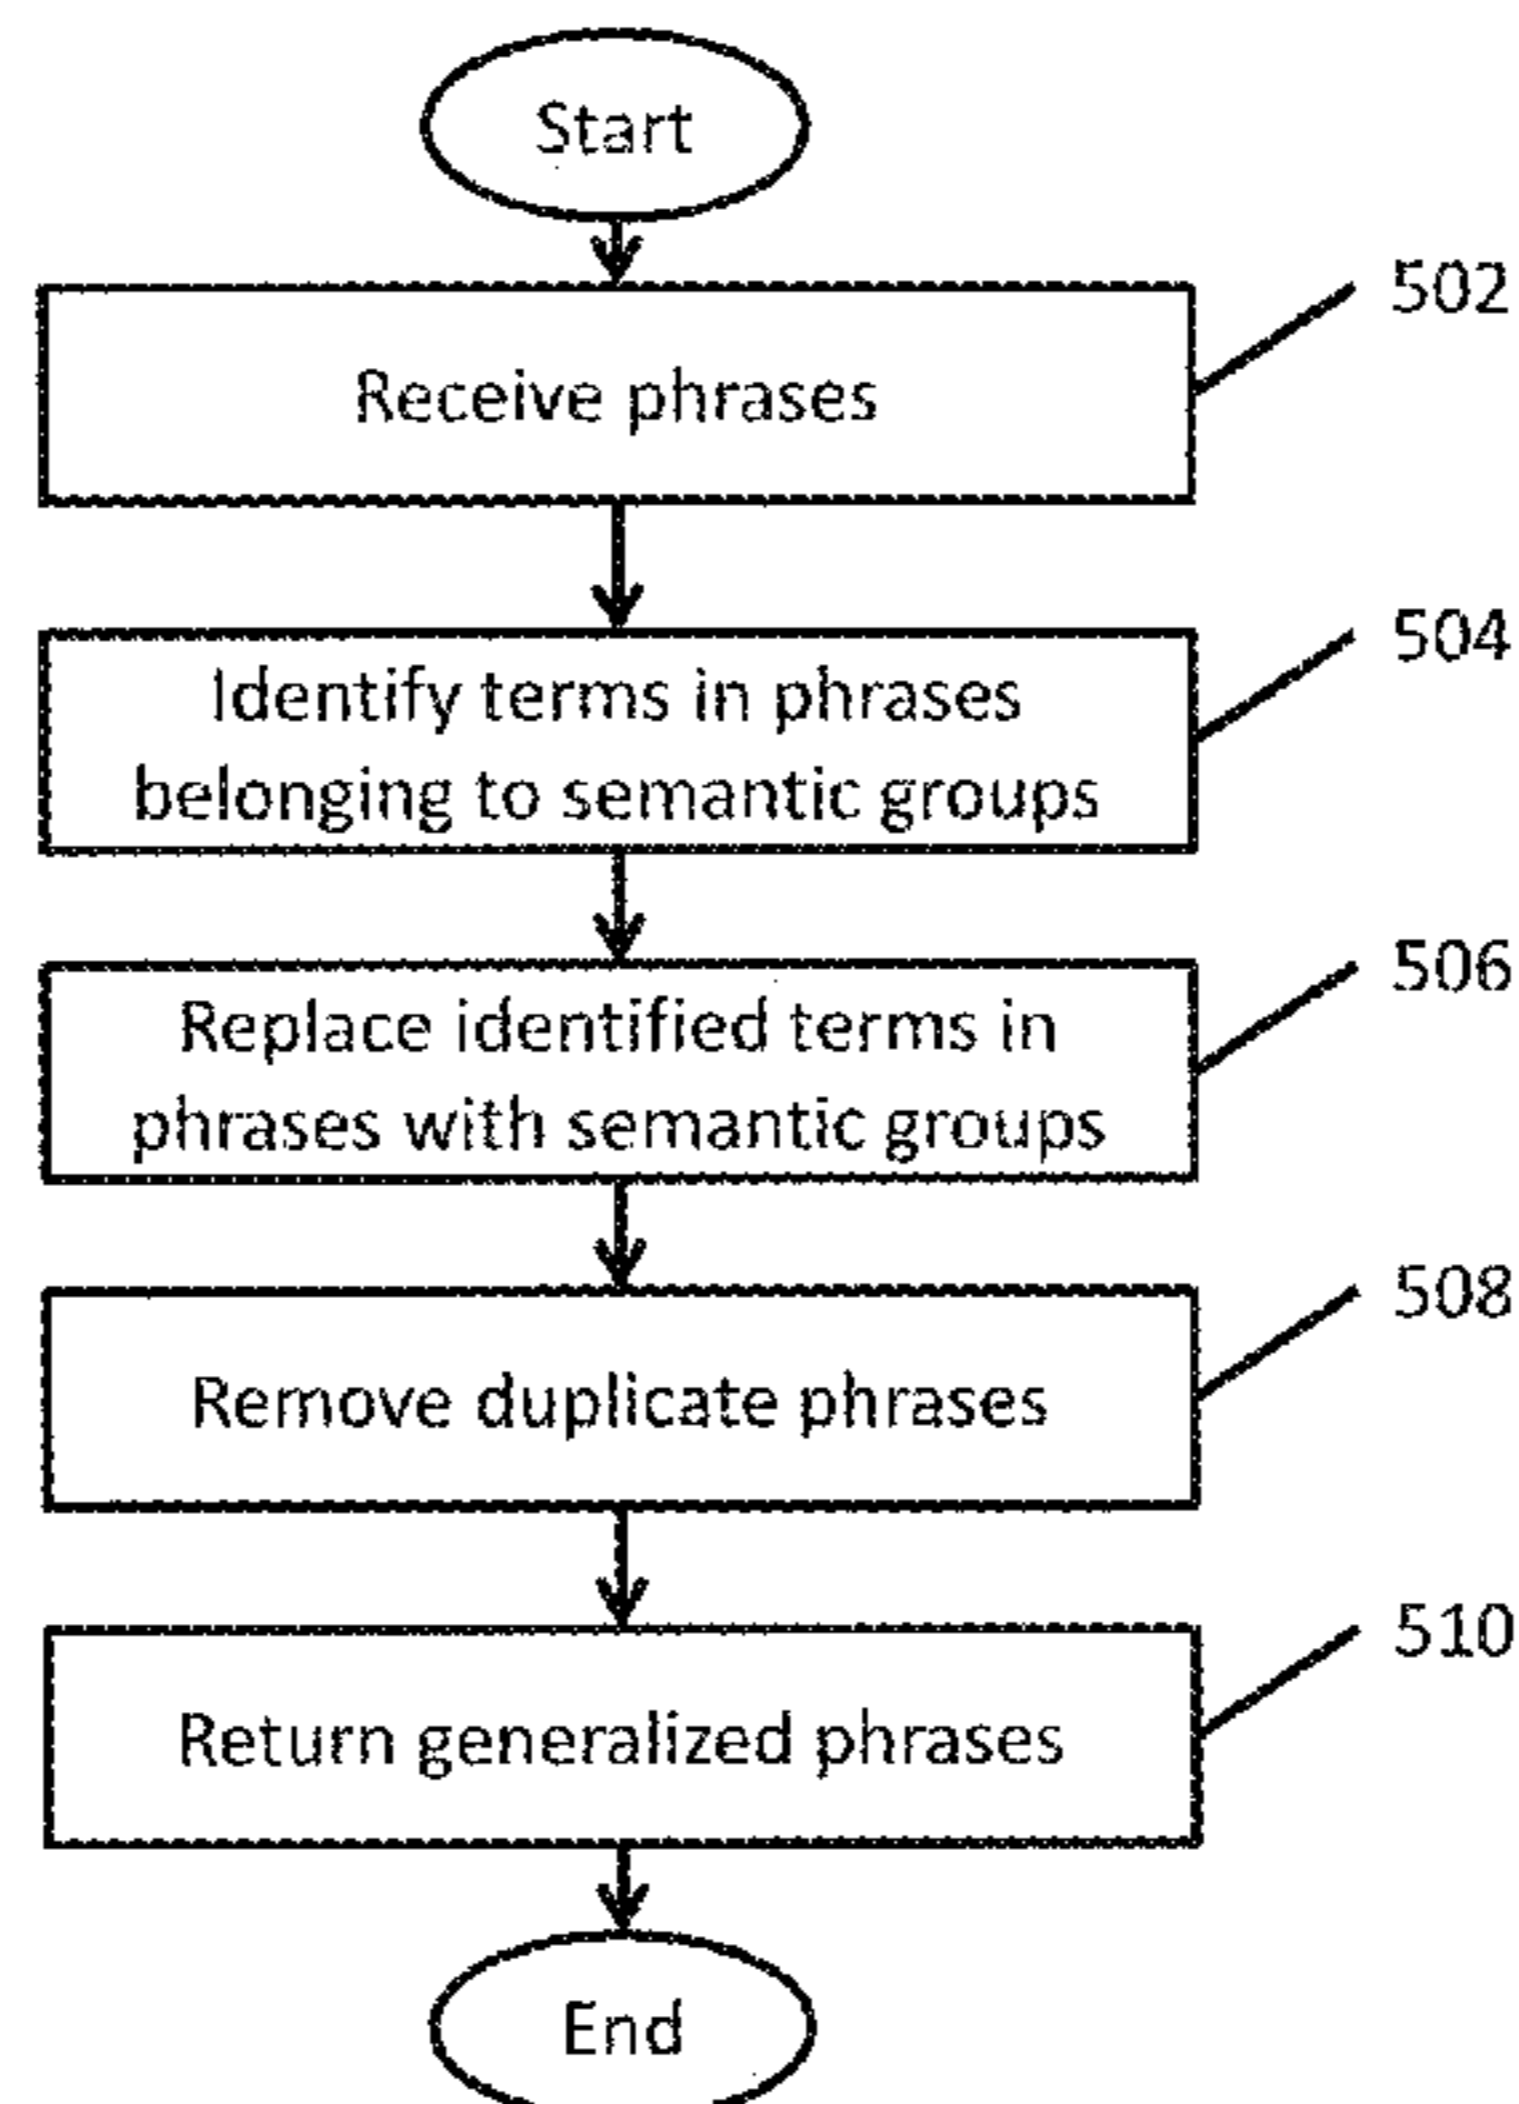 Start
502
Receive phrases
504
Identify terms in phrases
belonging to semantic groups
506
Replace identified terms in
phrases with semantic groups
508
Remove duplicate phrases
510
Return generalized phrases
End